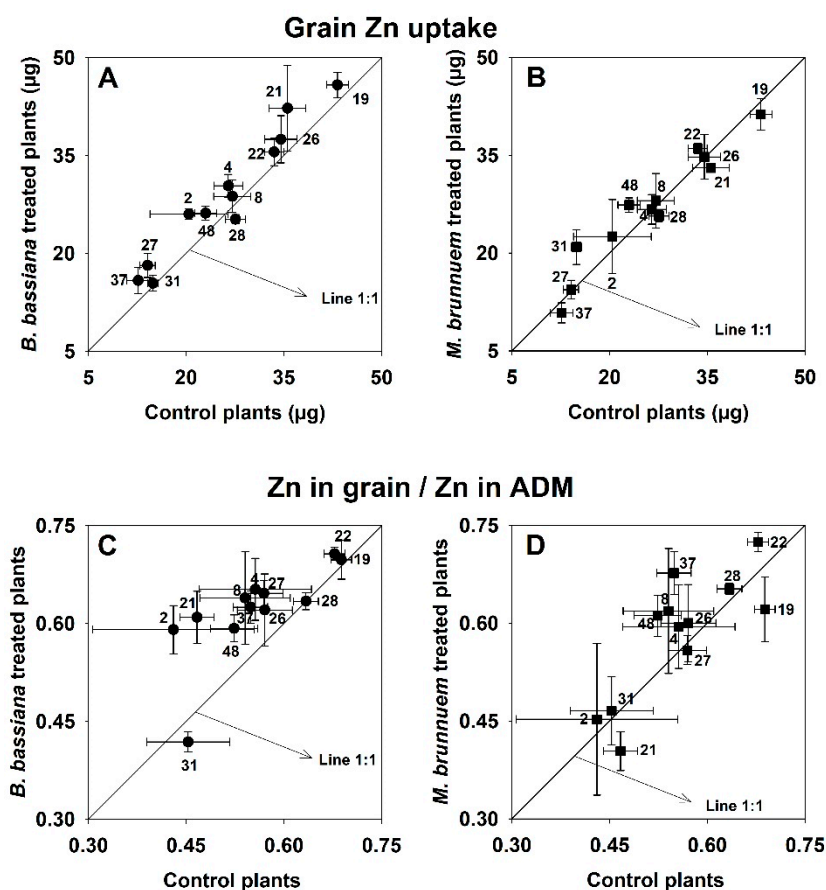 Grain Zn uptake
A
B. bassiana treated plants (µg)
50
35
20
5
5 20 35 50
Control plants (µg)
19
21
26
22
4
8
2
48
28
27
37
31
Line 1:1
B
M. brunnuem treated plants (µg)
50
35
20
5
5 20 35 50
Control plants (µg)
19
22
26
21
8
48
4
28
31
2
27
37
Line 1:1
Zn in grain / Zn in ADM
C
B. bassiana treated plants
0.75
0.60
0.45
0.30
0.30 0.45 0.60 0.75
Control plants
22
19
4
8
27
28
21
2
37
26
48
31
Line 1:1
D
M. brunnuem treated plants
0.75
0.60
0.45
0.30
0.30 0.45 0.60 0.75
Control plants
22
37
28
8
19
48
26
4
27
31
2
21
Line 1:1